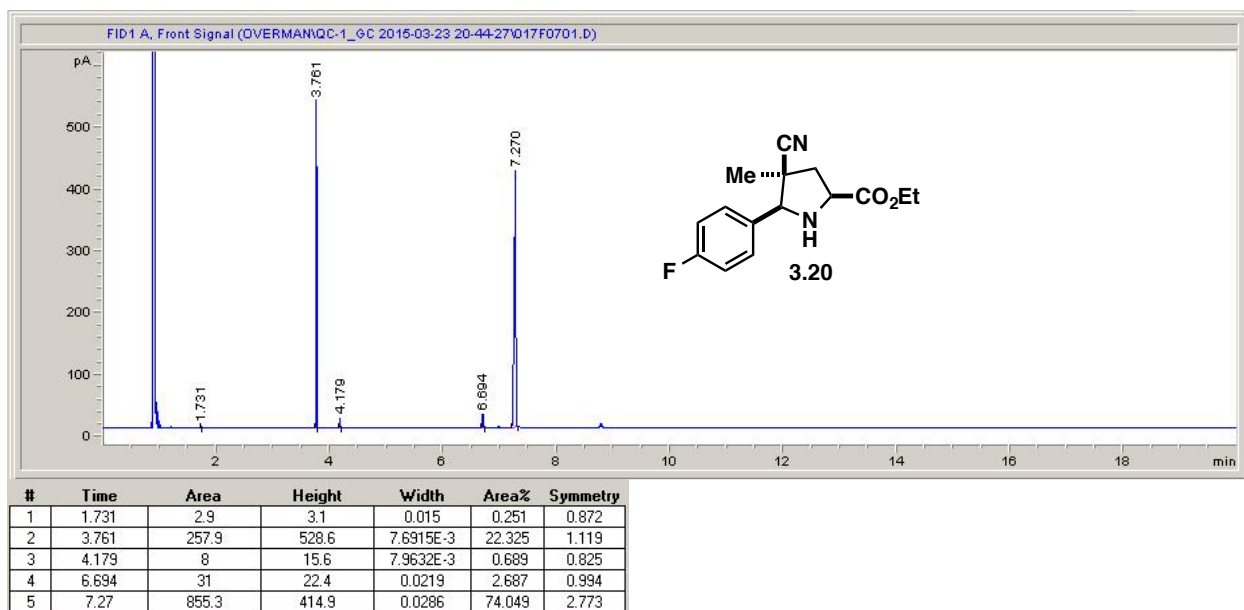 FID1 A, Front Signal (OVERMAN\QC-1_GC 2015-03-23 20-44-27\017F0701.D)
pA
500
400
300
200
100
0
1.731
3.761
4.179
6.694
7.270
2 4 6 8 10 12 14 16 18 min
CN
Me
CO2Et
N
H
F
3.20
# Time Area Height Width Area% Symmetry
1 1.731 2.9 3.1 0.015 0.251 0.872
2 3.761 257.9 528.6 7.6915E-3 22.325 1.119
3 4.179 8 15.6 7.9632E-3 0.689 0.825
4 6.694 31 22.4 0.0219 2.687 0.994
5 7.27 855.3 414.9 0.0286 74.049 2.773